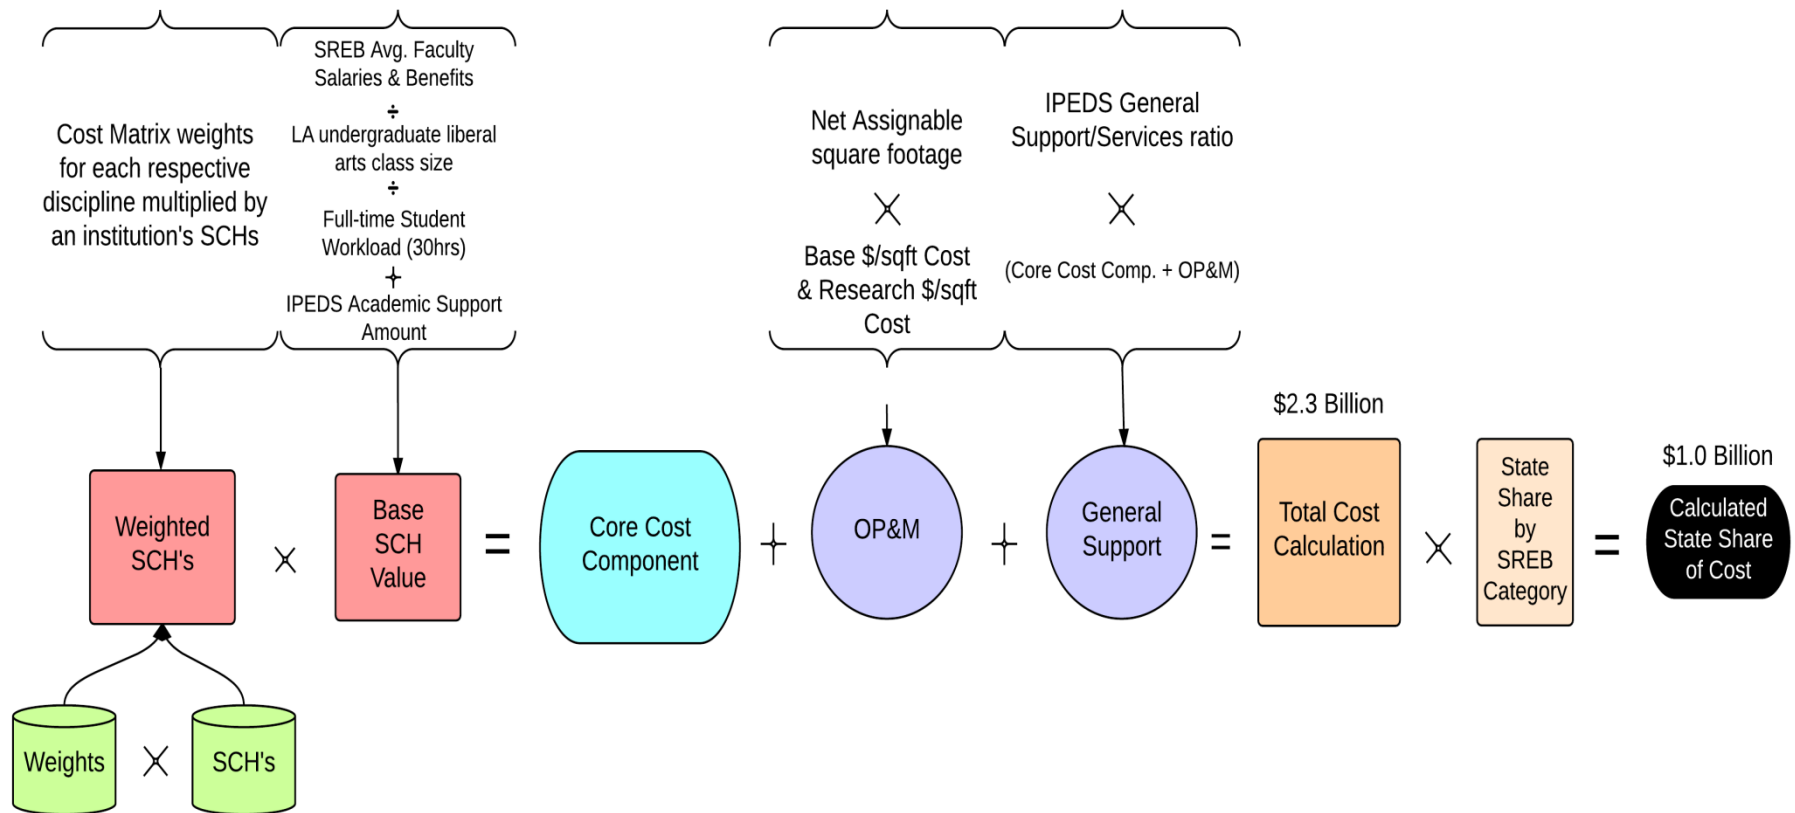 Cost Matrix weights
for each respective
discipline multiplied by
an institution's SCHs
SREB Avg. Faculty
Salaries & Benefits
÷
LA undergraduate liberal
arts class size
÷
Full-time Student
Workload (30hrs)
+
IPEDS Academic Support
Amount
Net Assignable
square footage
×
Base $/sqft Cost
& Research $/sqft
Cost
IPEDS General
Support/Services ratio
×
(Core Cost Comp. + OP&M)
Weighted
SCH's
×
Base
SCH
Value
=
Core Cost
Component
+
OP&M
+
General
Support
=
$2.3 Billion
Total Cost
Calculation
×
State
Share
by
SREB
Category
=
$1.0 Billion
Calculated
State Share
of Cost
Weights
×
SCH's